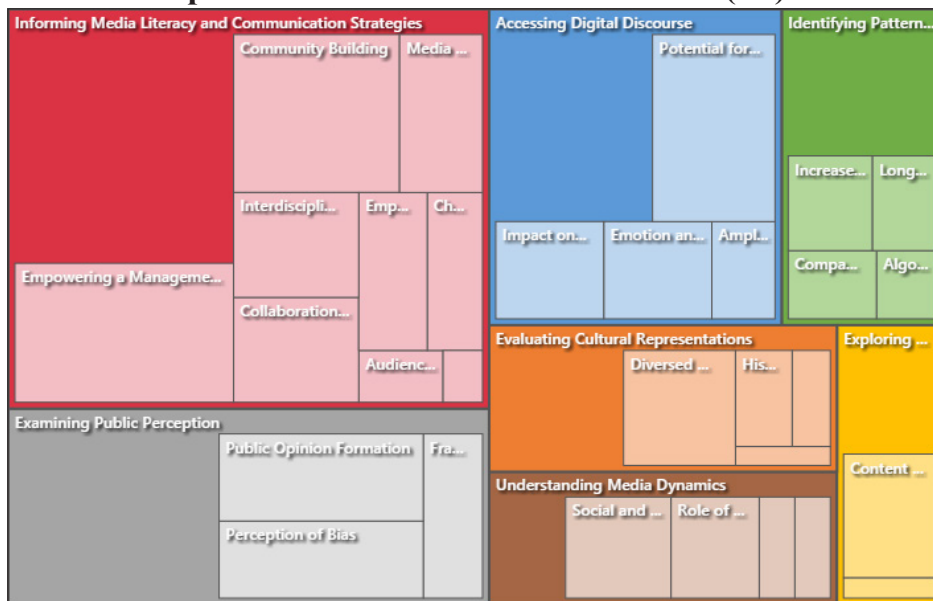 Informing Media Literacy and Communication Strategies
Community Building
Media ...
Interdiscipli...
Emp...
Ch...
Empowering a Manageme...
Collaboration...
Audienc...
Examining Public Perception
Public Opinion Formation
Fra...
Perception of Bias
Accessing Digital Discourse
Potential for...
Impact on...
Emotion an...
Ampl...
Identifying Pattern...
Increase...
Long...
Compa...
Algo...
Evaluating Cultural Representations
Diversed ...
His...
Understanding Media Dynamics
Social and ...
Role of ...
Exploring ...
Content ...